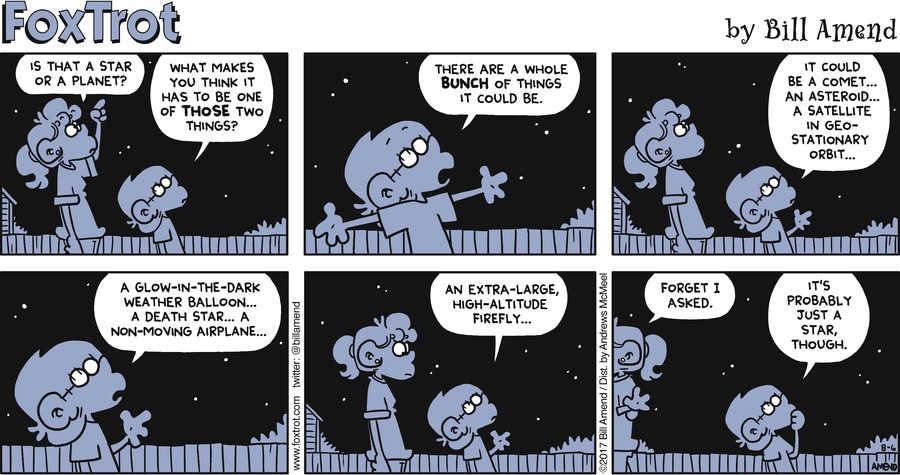 FoxTrot
by Bill Amend
IS THAT A STAR
OR A PLANET?
WHAT MAKES
YOU THINK IT
HAS TO BE ONE
OF THOSE TWO
THINGS?
THERE ARE A WHOLE
BUNCH OF THINGS
IT COULD BE.
IT COULD
BE A COMET...
AN ASTEROID...
A SATELLITE
IN GEO-
STATIONARY
ORBIT...
A GLOW-IN-THE-DARK
WEATHER BALLOON...
A DEATH STAR... A
NON-MOVING AIRPLANE...
www.foxtrot.com twitter: @billamend
AN EXTRA-LARGE,
HIGH-ALTITUDE
FIREFLY...
©2017 Bill Amend / Dist. by Andrews McMeel
FORGET I
ASKED.
IT'S
PROBABLY
JUST A
STAR,
THOUGH.
8-6
AMEND